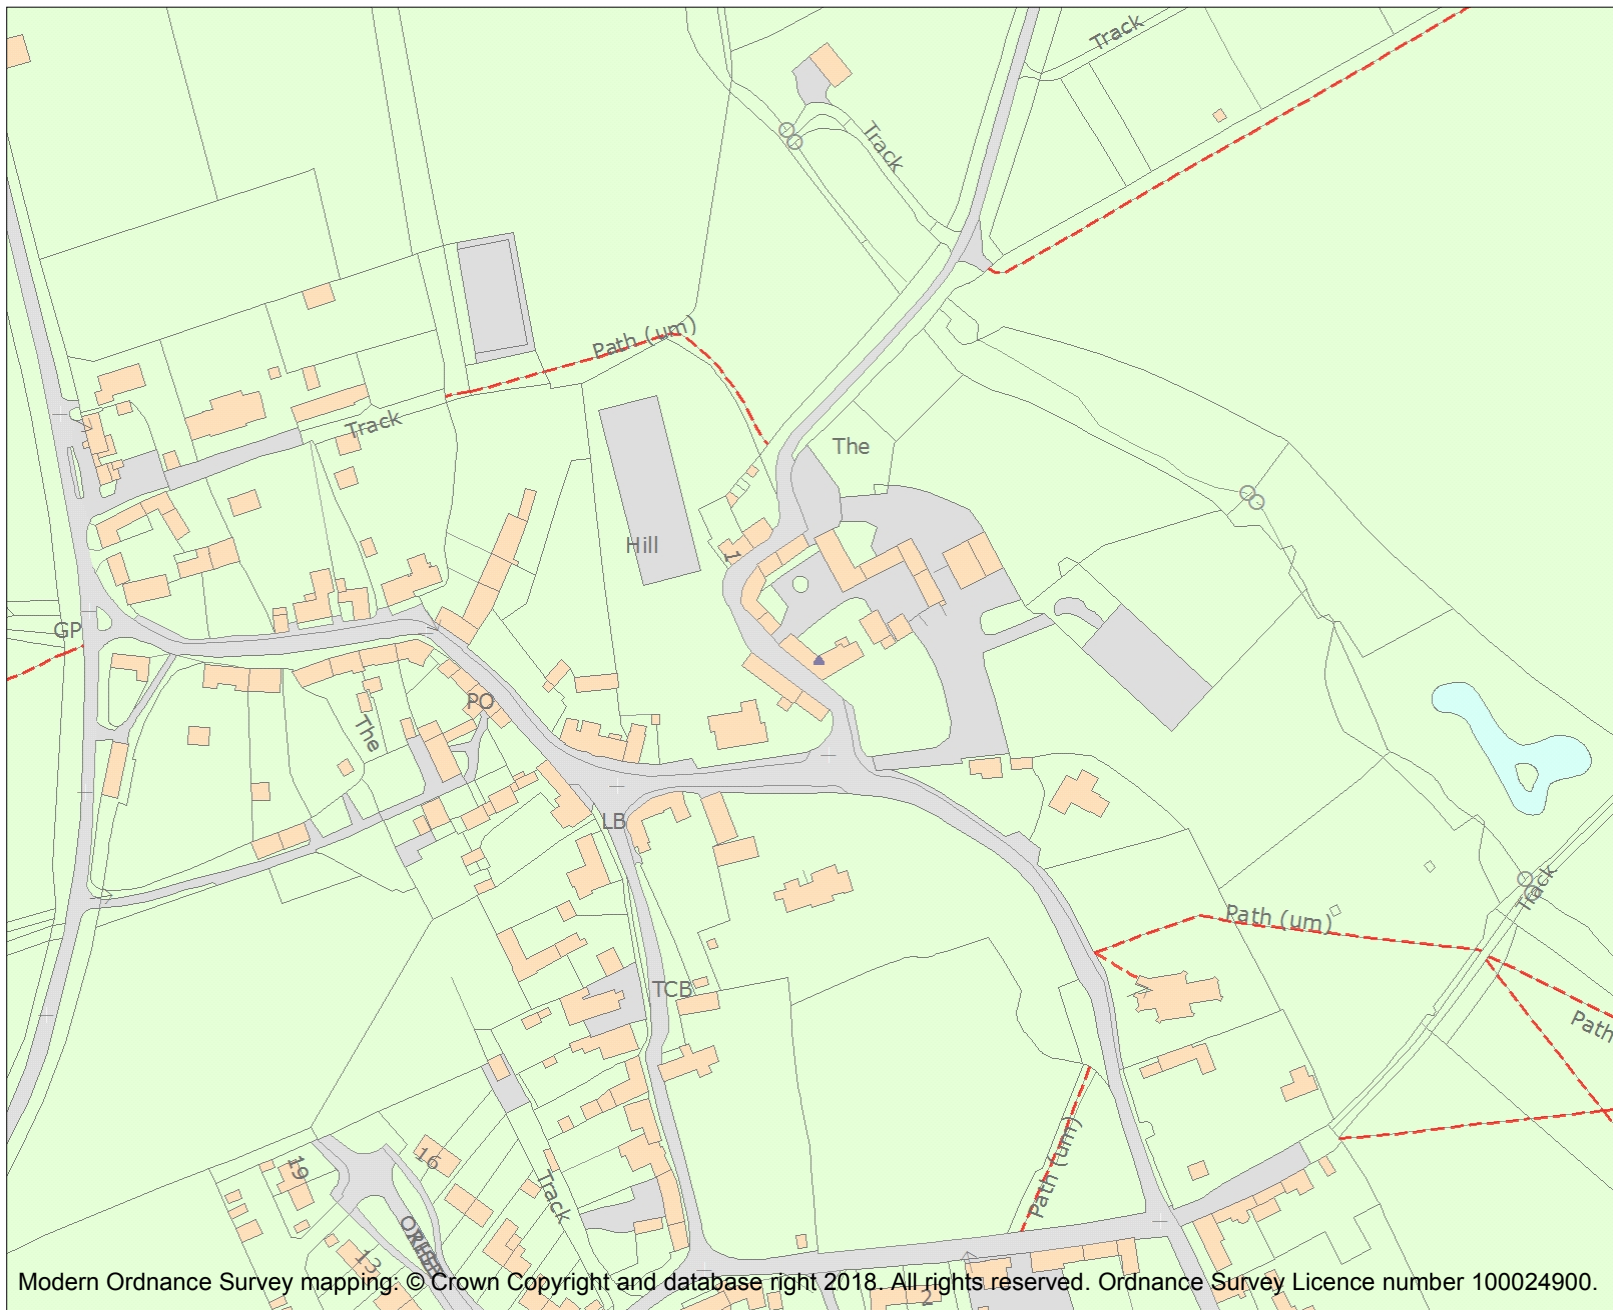 Track
Track
Path (um)
Track
The
Hill
1
GP
PO
The
LB
Track
Path (um)
TCB
Path
Path (um)
16
19
Track
13
2
Modern Ordnance Survey mapping: © Crown Copyright and database right 2018. All rights reserved. Ordnance Survey Licence number 100024900.